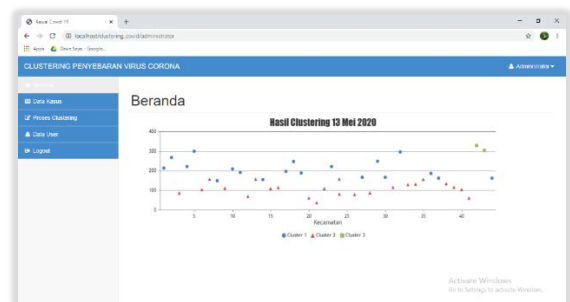 Kasus Covid-19
localhost/clustering_covid/administrator
Apps
Drive Saya - Google...
CLUSTERING PENYEBARAN VIRUS CORONA
Administrator
Beranda
Data Kasus
Proses Clustering
Data User
Logout
Beranda
Hasil Clustering 13 Mei 2020
400
300
200
100
0
5 10 15 20 25 30 35 40
Kecamatan
Cluster 1 Cluster 2 Cluster 3
Activate Windows
Go to Settings to activate Windows.